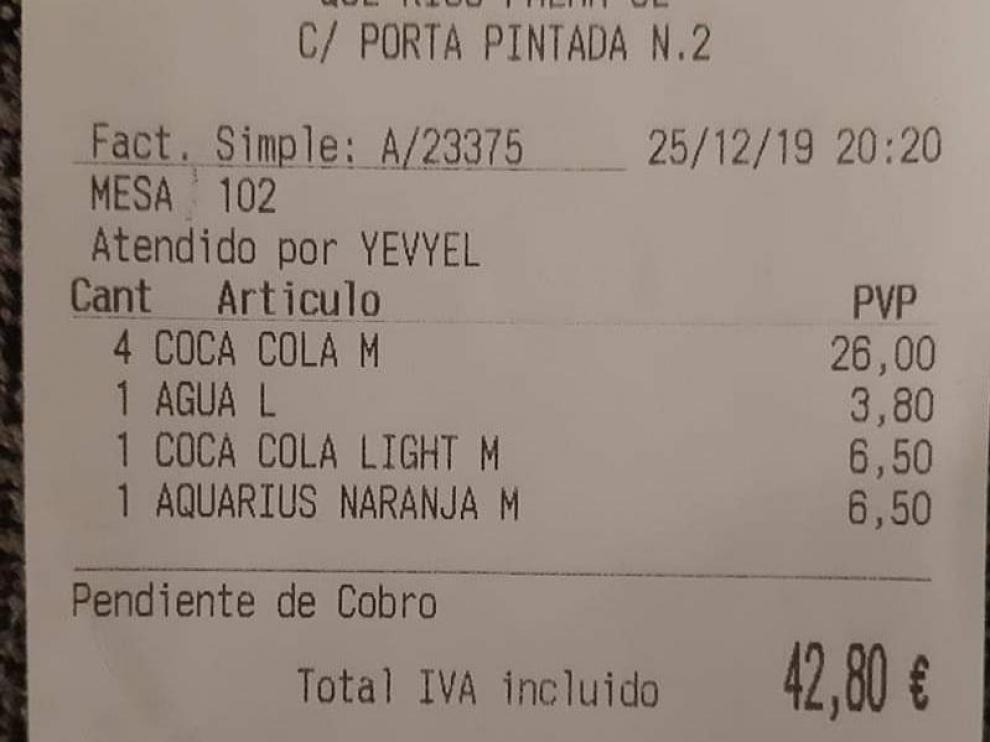 C/ PORTA PINTADA N.2
Fact. Simple: A/23375 25/12/19 20:20
MESA 102
Atendido por YEVYEL
Cant Articulo PVP
4 COCA COLA M 26,00
1 AGUA L 3,80
1 COCA COLA LIGHT M 6,50
1 AQUARIUS NARANJA M 6,50
Pendiente de Cobro
Total IVA incluido 42,80 €